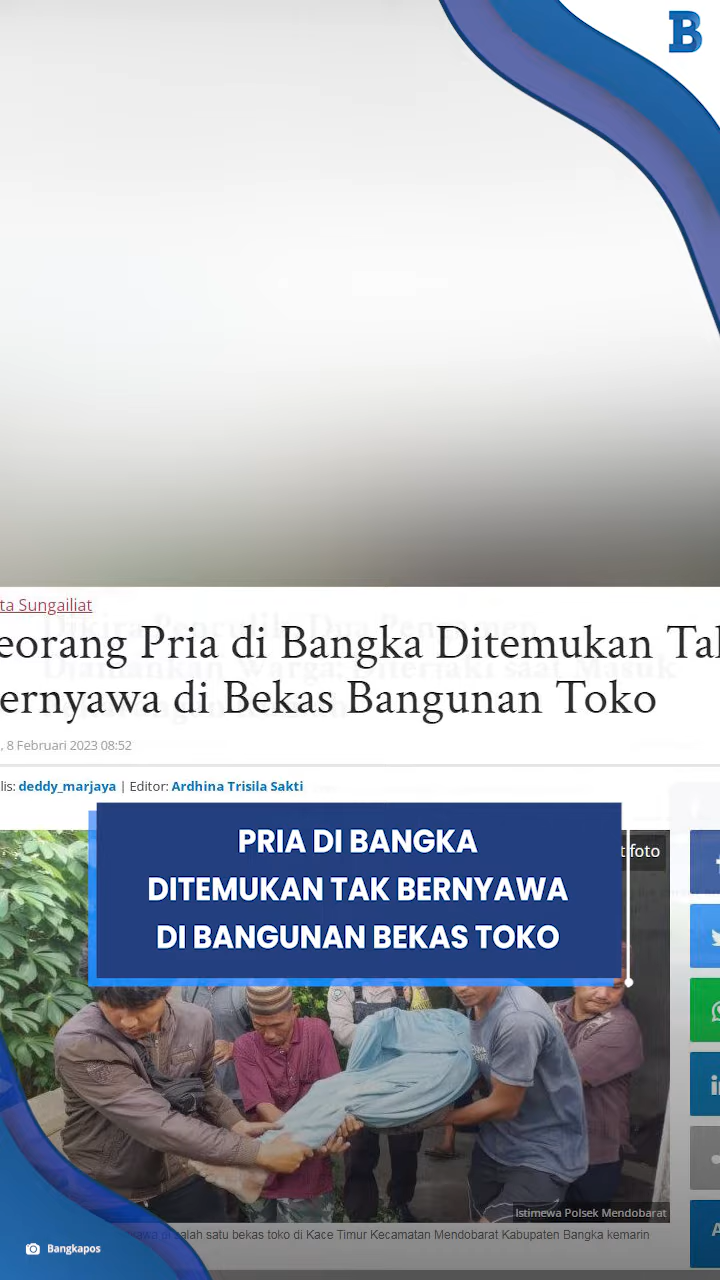 B
ta Sungailiat
eorang Pria di Bangka Ditemukan Tak
ernyawa di Bekas Bangunan Toko
, 8 Februari 2023 08:52
lis: deddy_marjaya | Editor: Ardhina Trisila Sakti
t foto
PRIA DI BANGKA
DITEMUKAN TAK BERNYAWA
DI BANGUNAN BEKAS TOKO
Istimewa Polsek Mendobarat
salah satu bekas toko di Kace Timur Kecamatan Mendobarat Kabupaten Bangka kemarin
Bangkapos